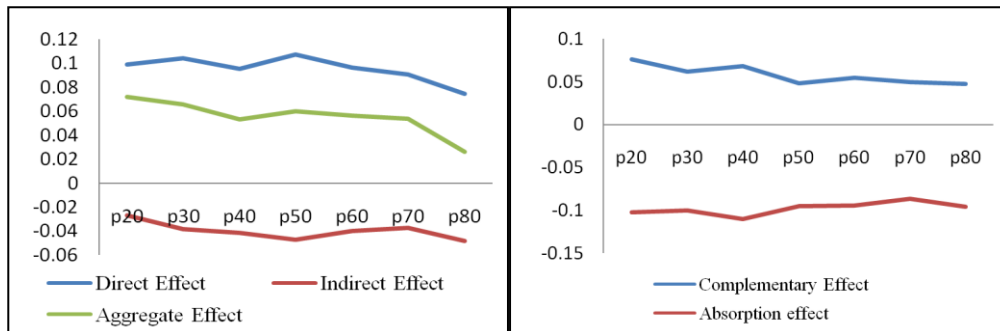 0.12
0.1
0.08
0.06
0.04
0.02
0
-0.02
-0.04
-0.06
p20 p30 p40 p50 p60 p70 p80
Direct Effect Indirect Effect
Aggregate Effect
0.1
0.05
0
-0.05
-0.1
-0.15
p20 p30 p40 p50 p60 p70 p80
Complementary Effect
Absorption effect